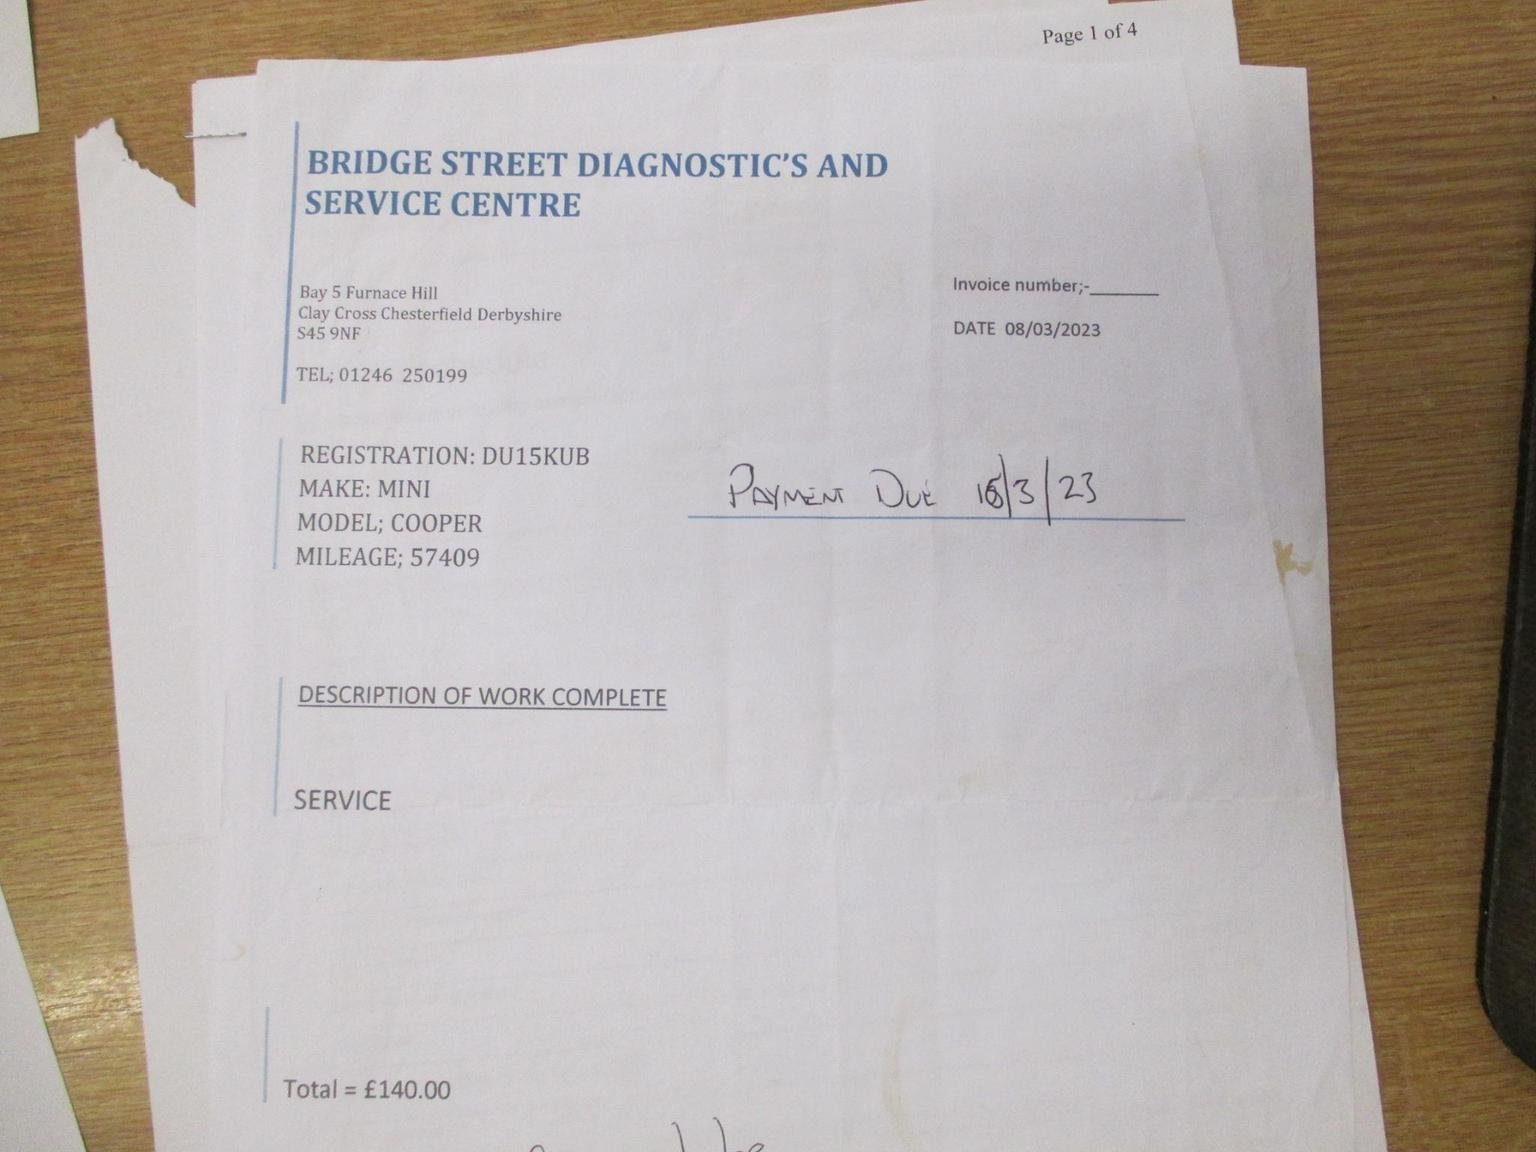 Page 1 of 4
BRIDGE STREET DIAGNOSTIC'S AND
SERVICE CENTRE
Bay 5 Furnace Hill
Clay Cross Chesterfield Derbyshire
S45 9NF
TEL; 01246 250199
Invoice number;-_______
DATE 08/03/2023
REGISTRATION: DU15KUB
MAKE: MINI
MODEL; COOPER
MILEAGE; 57409
PAYMENT DUE /3/23
DESCRIPTION OF WORK COMPLETE
SERVICE
Total = £140.00